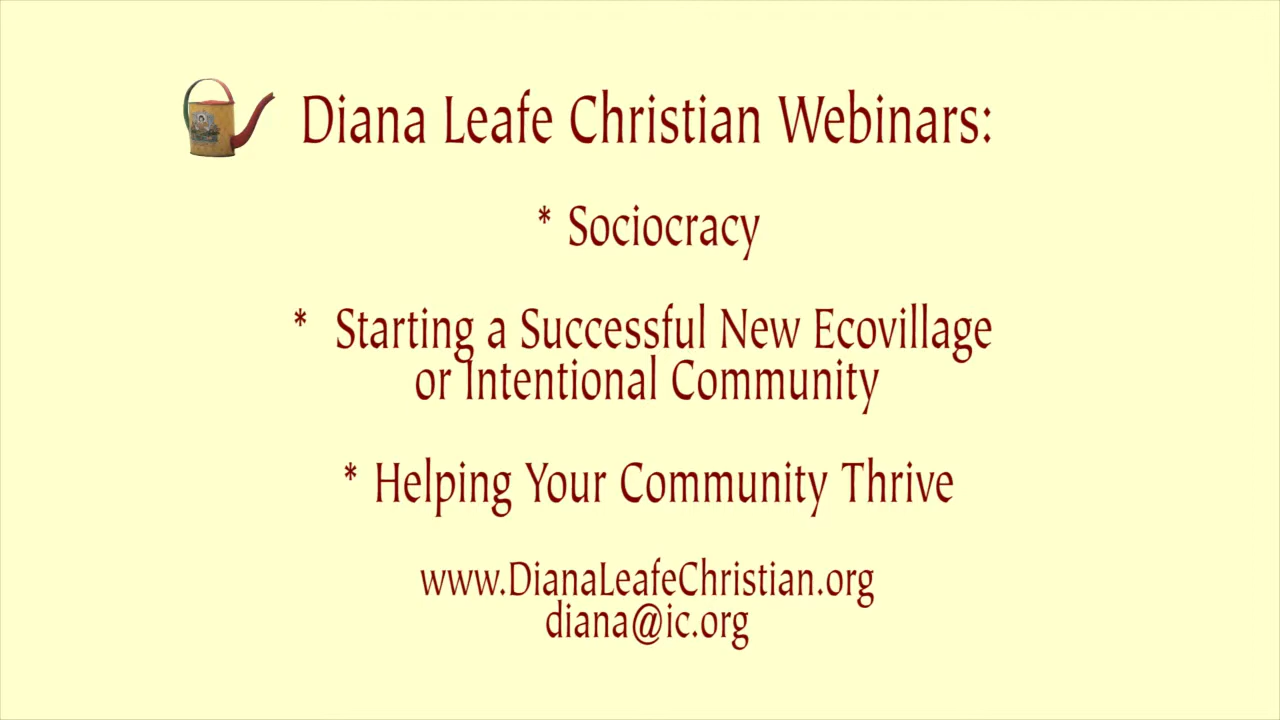 Diana Leafe Christian Webinars:
* Sociocracy
* Starting a Successful New Ecovillage
or Intentional Community
* Helping Your Community Thrive
www.DianaLeafeChristian.org
diana@ic.org